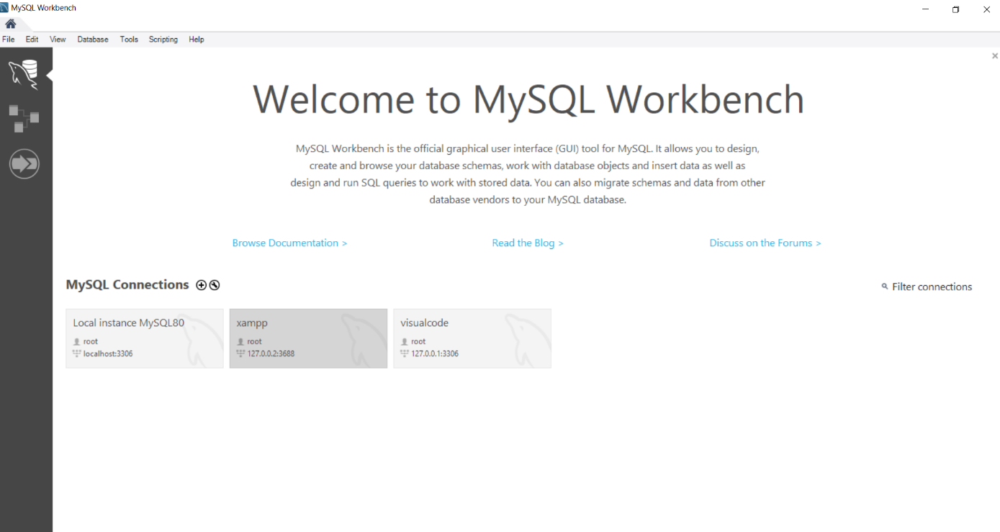 MySQL Workbench
File Edit View Database Tools Scripting Help
Welcome to MySQL Workbench
MySQL Workbench is the official graphical user interface (GUI) tool for MySQL. It allows you to design,
create and browse your database schemas, work with database objects and insert data as well as
design and run SQL queries to work with stored data. You can also migrate schemas and data from other
database vendors to your MySQL database.
Browse Documentation > Read the Blog > Discuss on the Forums >
MySQL Connections
Filter connections
Local instance MySQL80
root
localhost:3306
xampp
root
127.0.0.2:3688
visualcode
root
127.0.0.1:3306